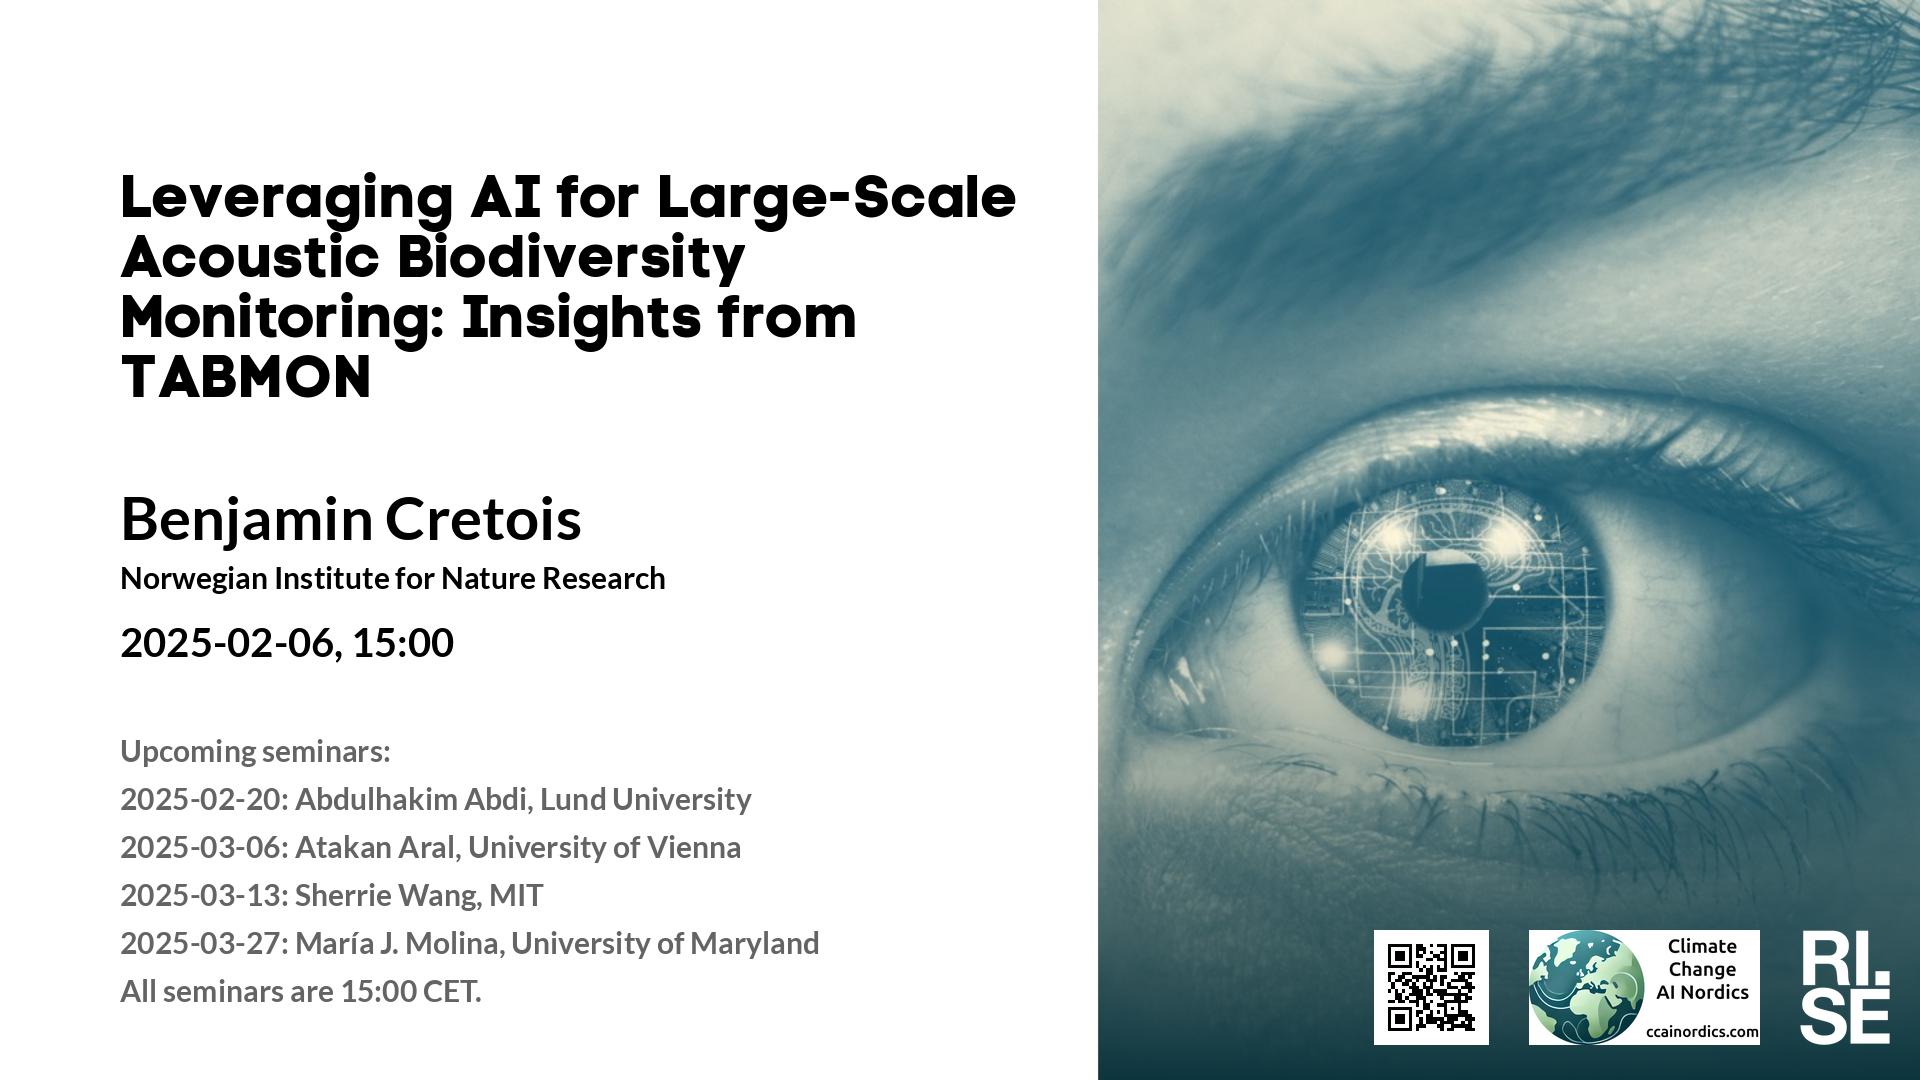 Leveraging AI for Large-Scale
Acoustic Biodiversity
Monitoring: Insights from
TABMON
Benjamin Cretois
Norwegian Institute for Nature Research
2025-02-06, 15:00
Upcoming seminars:
2025-02-20: Abdulhakim Abdi, Lund University
2025-03-06: Atakan Aral, University of Vienna
2025-03-13: Sherrie Wang, MIT
2025-03-27: María J. Molina, University of Maryland
All seminars are 15:00 CET.
Climate
Change
AI Nordics
ccainordics.com
RI.
SE